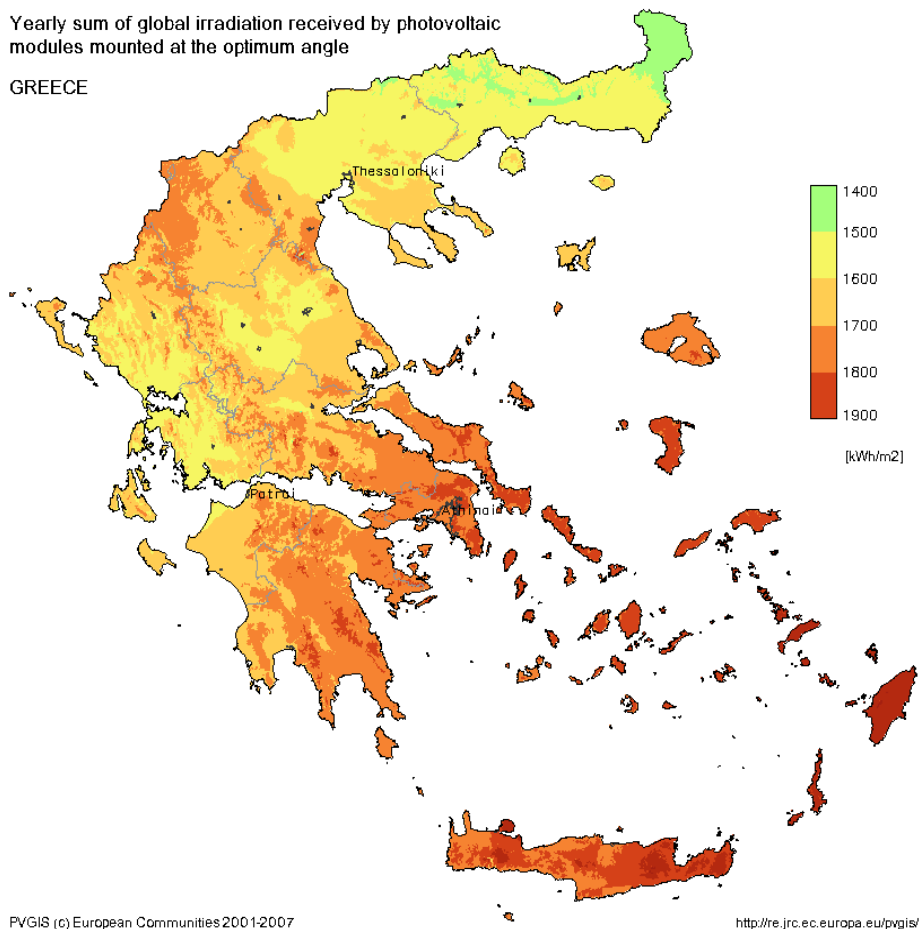 Yearly sum of global irradiation received by photovoltaic
modules mounted at the optimum angle
GREECE
Thessaloniki
1400
1500
1600
1700
1800
1900
[kWh/m2]
Patrai
Athinai
PVGIS (c) European Communities 2001-2007
http://re.jrc.ec.europa.eu/pvgis/